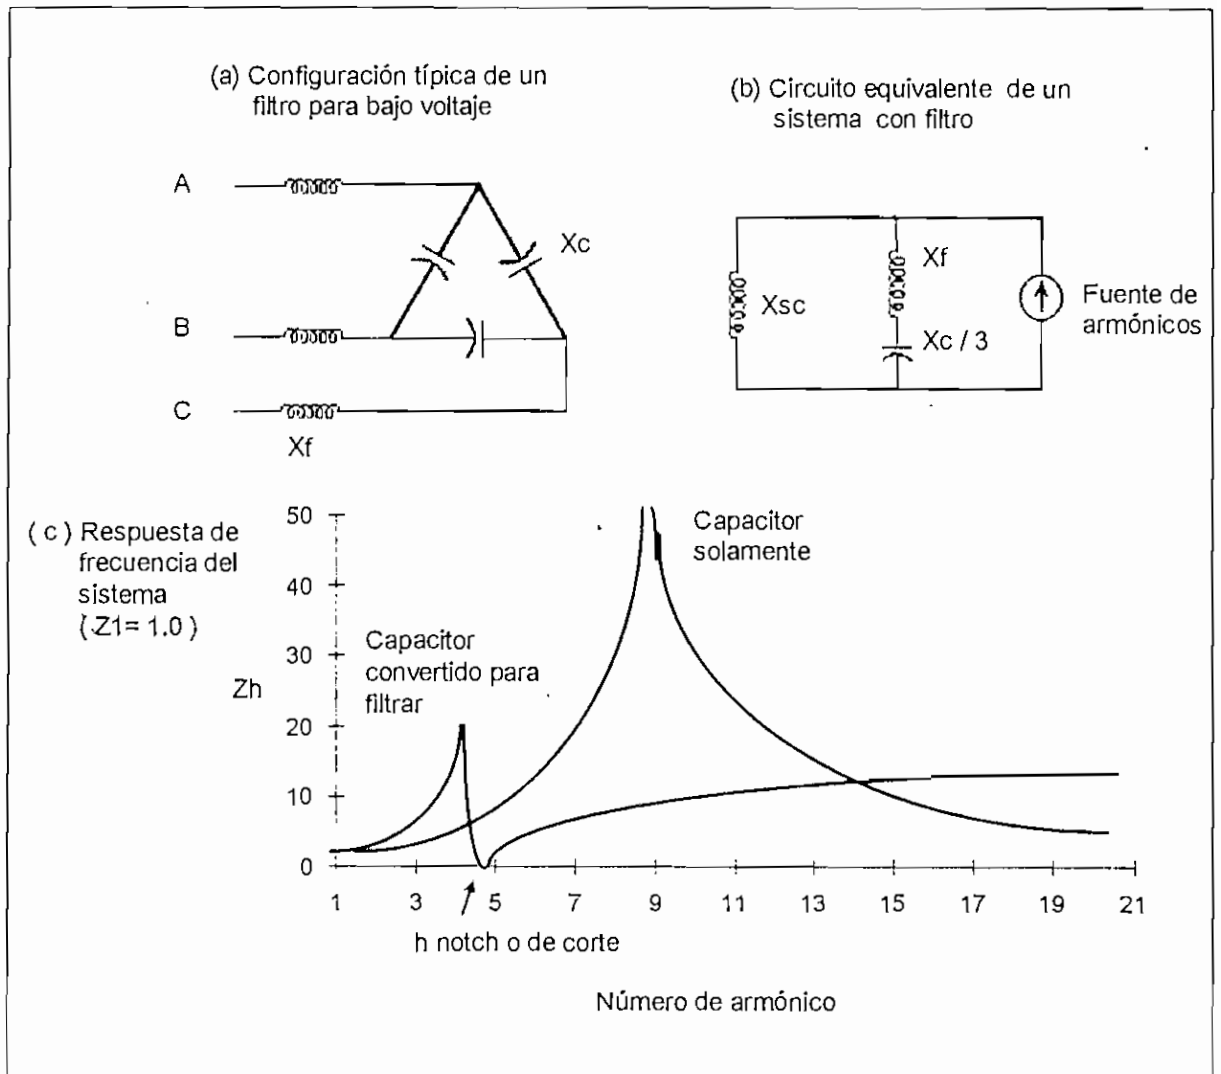 (a) Configuración típica de un
filtro para bajo voltaje
(b) Circuito equivalente de un
sistema con filtro
A
Xc
B
C
Xf
Xsc
Xf
Xc / 3
Fuente de
armónicos
( c ) Respuesta de
frecuencia del
sistema
( Z1= 1.0 )
Zh
50
40
30
20
10
0
Capacitor
solamente
Capacitor
convertido para
filtrar
1 3 5 7 9 11 13 15 17 19 21
h notch o de corte
Número de armónico